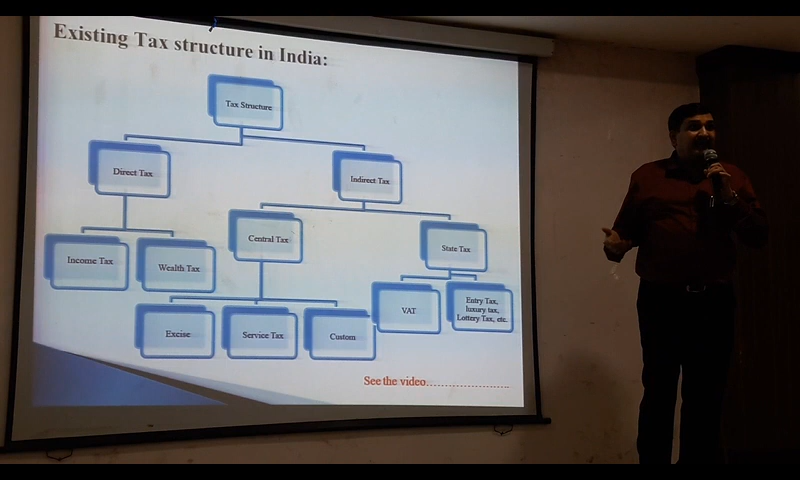 Existing Tax structure in India:
Tax Structure
Direct Tax
Indirect Tax
Income Tax
Wealth Tax
Central Tax
State Tax
Excise
Service Tax
Custom
VAT
Entry Tax,
luxury tax,
Lottery Tax, etc.
See the video........................